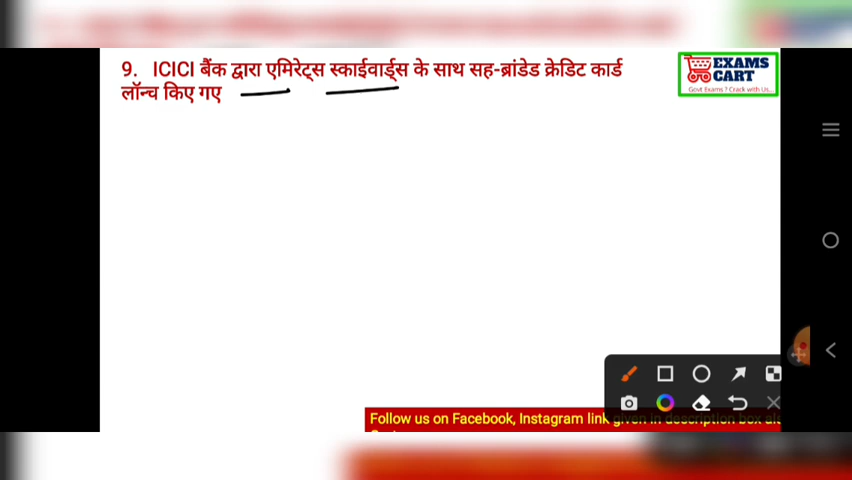 9. ICICI बैंक द्वारा एमिरेट्स स्काईवार्ड्स के साथ सह-ब्रांडेड क्रेडिट कार्ड
लॉन्च किए गए
EXAMS
CART
Govt Exams ? Crack with Us...
Follow us on Facebook, Instagram link given in description box